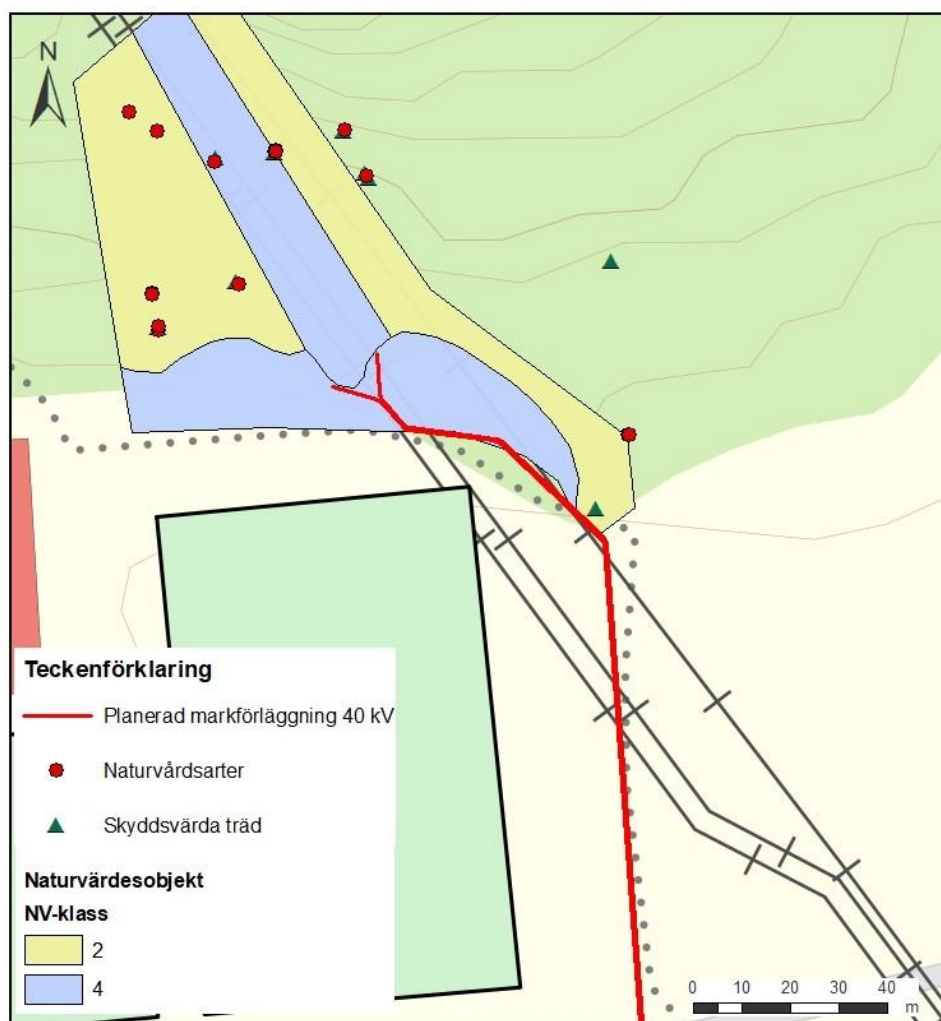 N
Teckenförklaring
Planerad markförläggning 40 kV
Naturvårdsarter
Skyddsvärda träd
Naturvärdesobjekt
NV-klass
2
4
0 10 20 30 40
m